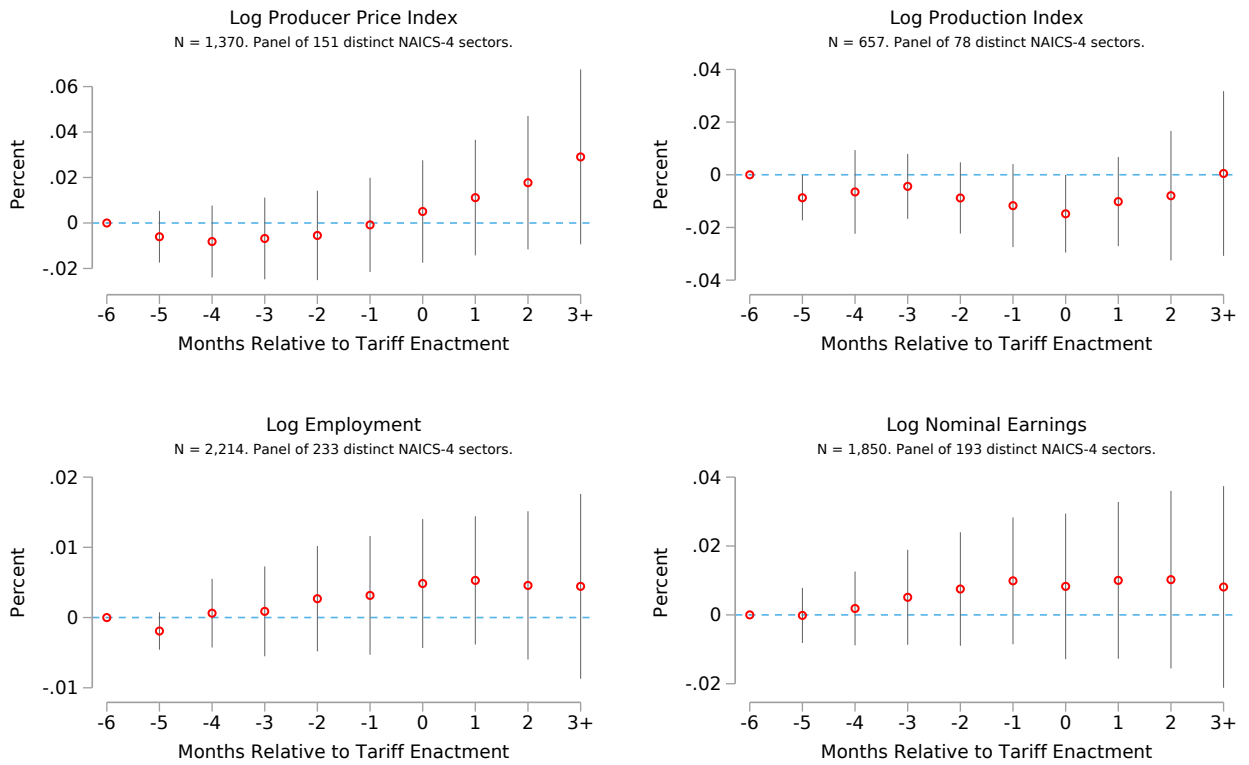 Log Producer Price Index
N = 1,370. Panel of 151 distinct NAICS-4 sectors.
Percent
.06
.04
.02
0
-.02
-6 -5 -4 -3 -2 -1 0 1 2 3+
Months Relative to Tariff Enactment
Log Production Index
N = 657. Panel of 78 distinct NAICS-4 sectors.
Percent
.04
.02
0
-.02
-.04
-6 -5 -4 -3 -2 -1 0 1 2 3+
Months Relative to Tariff Enactment
Log Employment
N = 2,214. Panel of 233 distinct NAICS-4 sectors.
Percent
.02
.01
0
-.01
-6 -5 -4 -3 -2 -1 0 1 2 3+
Months Relative to Tariff Enactment
Log Nominal Earnings
N = 1,850. Panel of 193 distinct NAICS-4 sectors.
Percent
.04
.02
0
-.02
-6 -5 -4 -3 -2 -1 0 1 2 3+
Months Relative to Tariff Enactment